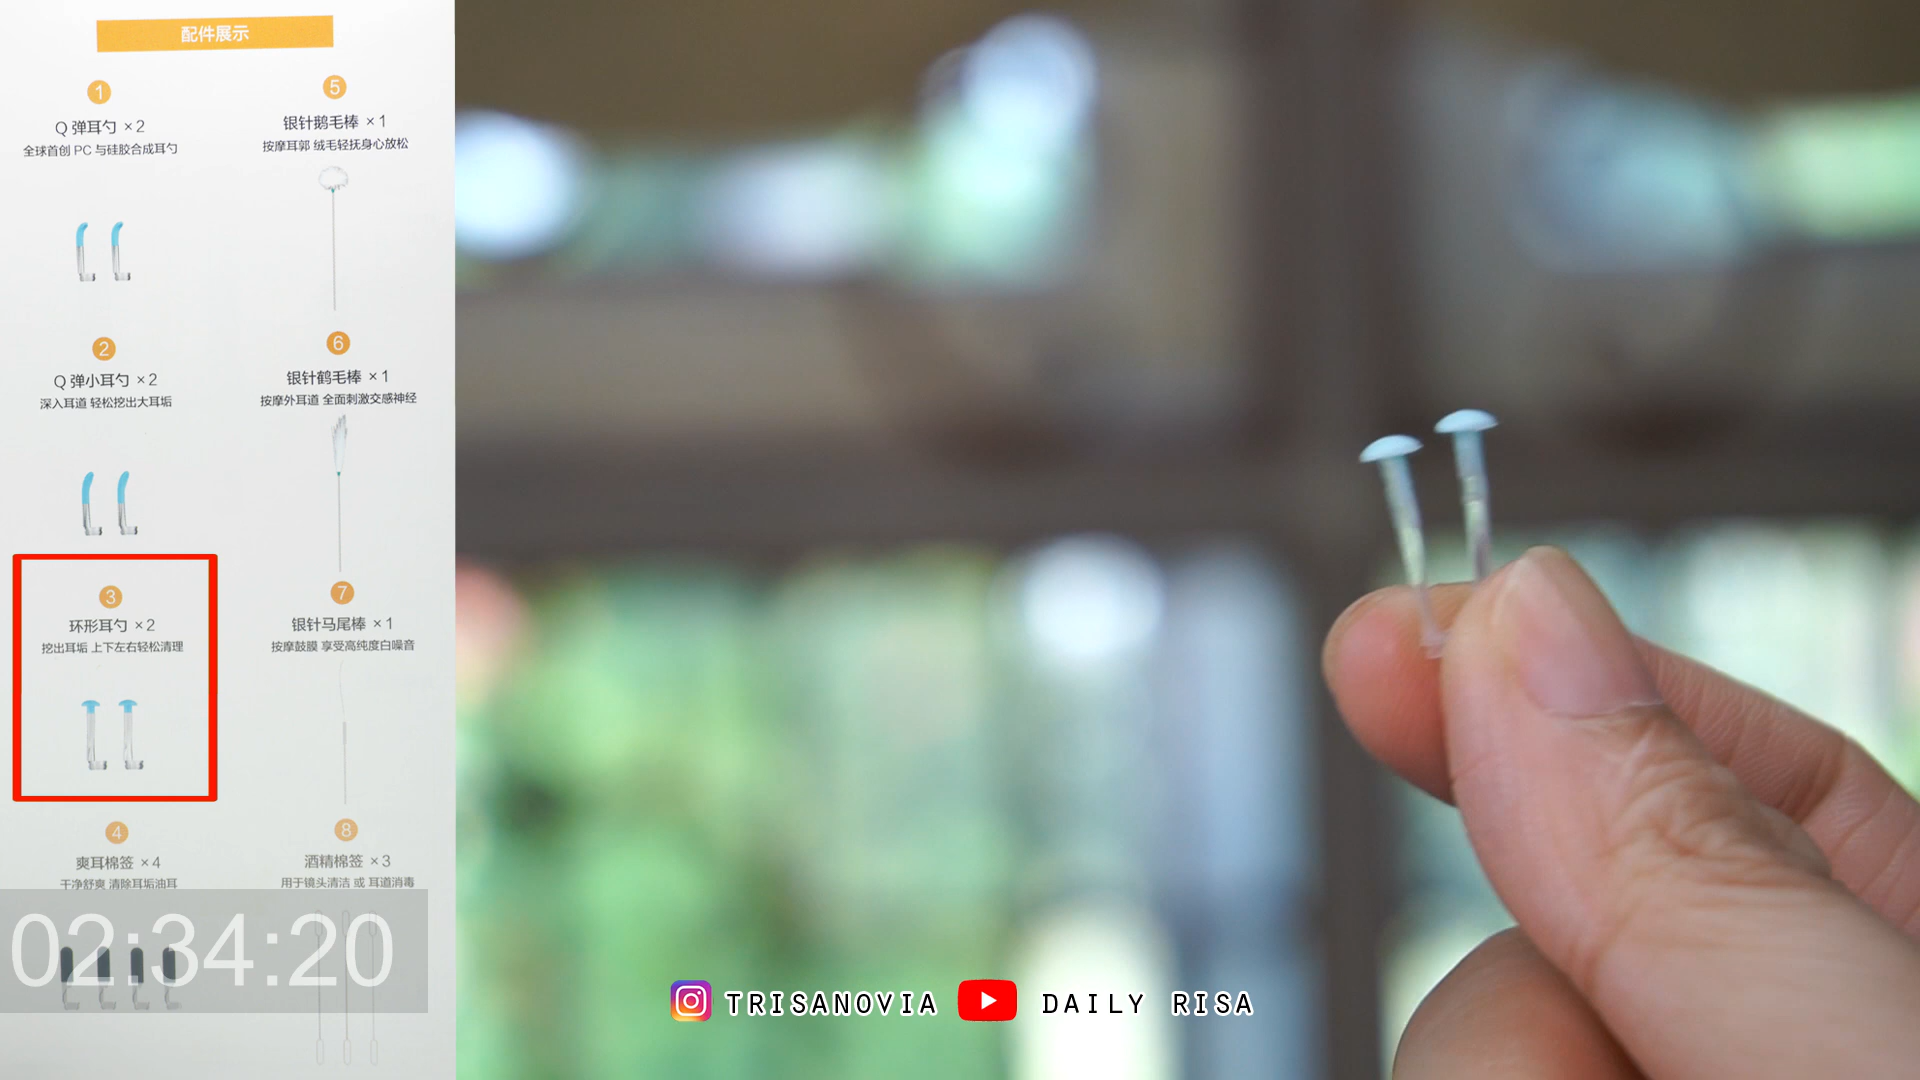 配件展示
1
Q 弹耳勺 ×2
全球首创 PC 与硅胶合成耳勺
2
Q 弹小耳勺 ×2
深入耳道 轻松挖出大耳垢
3
环形耳勺 ×2
挖出耳垢 上下左右轻松清理
4
爽耳棉签 ×4
干净舒爽 清除耳垢油耳
5
银针鹅毛棒 ×1
按摩耳郭 绒毛轻抚身心放松
6
银针鹤毛棒 ×1
按摩外耳道 全面刺激交感神经
7
银针马尾棒 ×1
按摩鼓膜 享受高纯度白噪音
8
酒精棉签 ×3
用于镜头清洁 或 耳道消毒
02:34:20
TRISANOVIA DAILY RISA